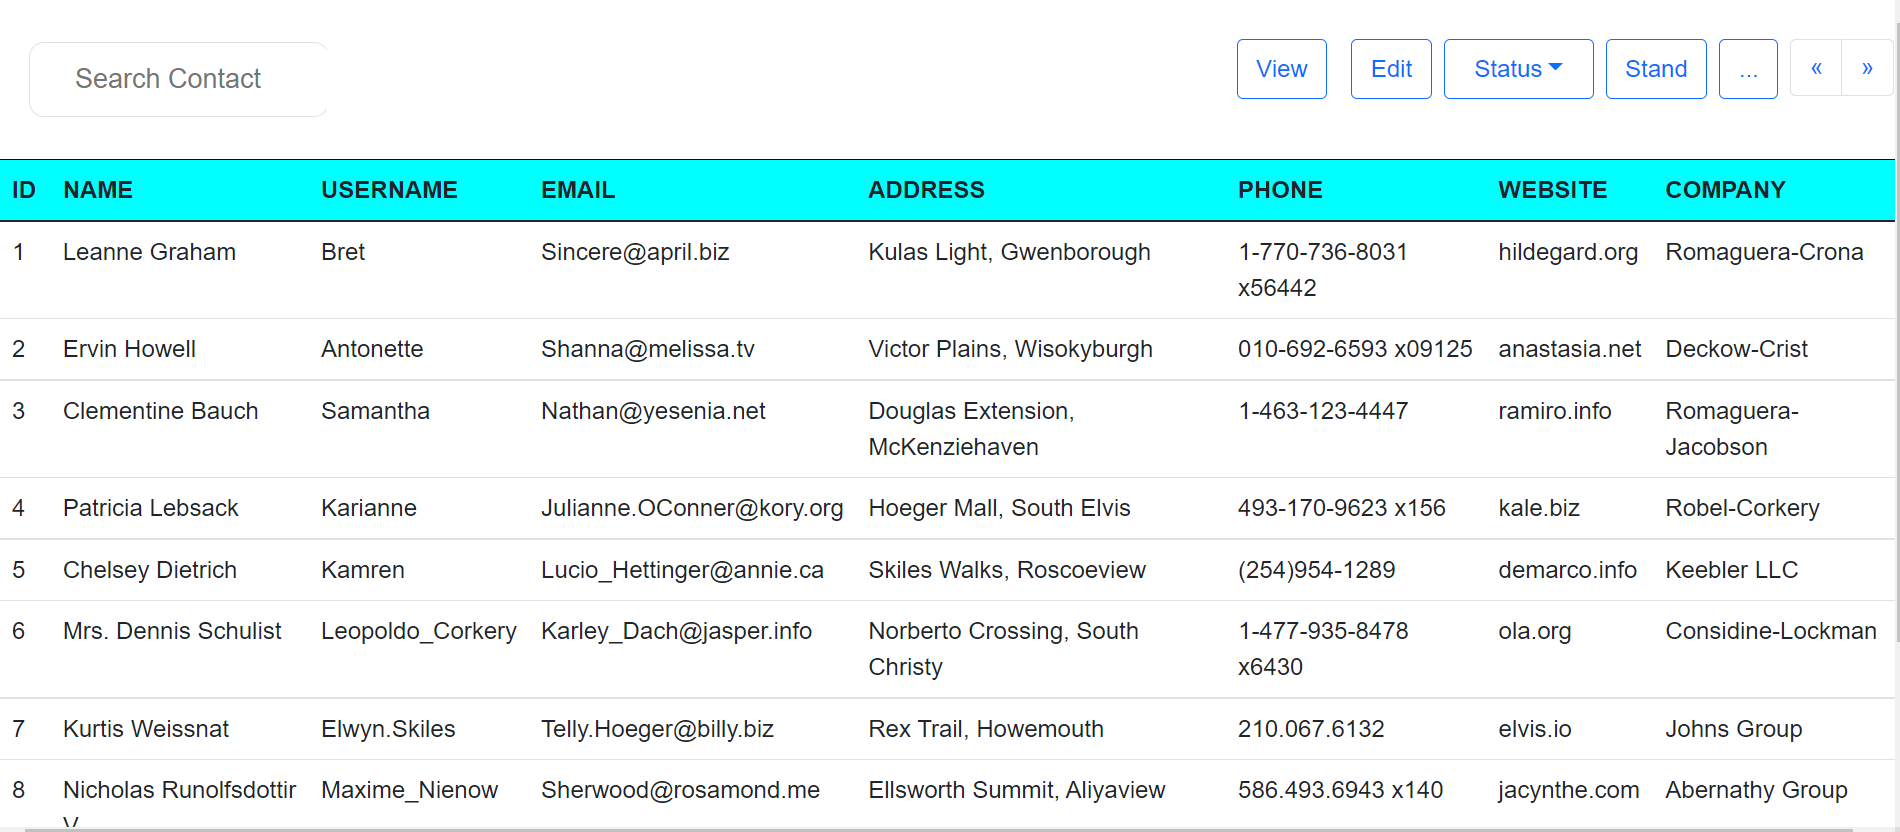 Search Contact View Edit Status Stand ... « »
ID NAME USERNAME EMAIL ADDRESS PHONE WEBSITE COMPANY
1 Leanne Graham Bret Sincere@april.biz Kulas Light, Gwenborough 1-770-736-8031 hildegard.org Romaguera-Crona
x56442
2 Ervin Howell Antonette Shanna@melissa.tv Victor Plains, Wisokyburgh 010-692-6593 x09125 anastasia.net Deckow-Crist
3 Clementine Bauch Samantha Nathan@yesenia.net Douglas Extension, 1-463-123-4447 ramiro.info Romaguera-
McKenziehaven Jacobson
4 Patricia Lebsack Karianne Julianne.OConner@kory.org Hoeger Mall, South Elvis 493-170-9623 x156 kale.biz Robel-Corkery
5 Chelsey Dietrich Kamren Lucio_Hettinger@annie.ca Skiles Walks, Roscoeview (254)954-1289 demarco.info Keebler LLC
6 Mrs. Dennis Schulist Leopoldo_Corkery Karley_Dach@jasper.info Norberto Crossing, South 1-477-935-8478 ola.org Considine-Lockman
Christy x6430
7 Kurtis Weissnat Elwyn.Skiles Telly.Hoeger@billy.biz Rex Trail, Howemouth 210.067.6132 elvis.io Johns Group
8 Nicholas Runolfsdottir Maxime_Nienow Sherwood@rosamond.me Ellsworth Summit, Aliyaview 586.493.6943 x140 jacynthe.com Abernathy Group
V